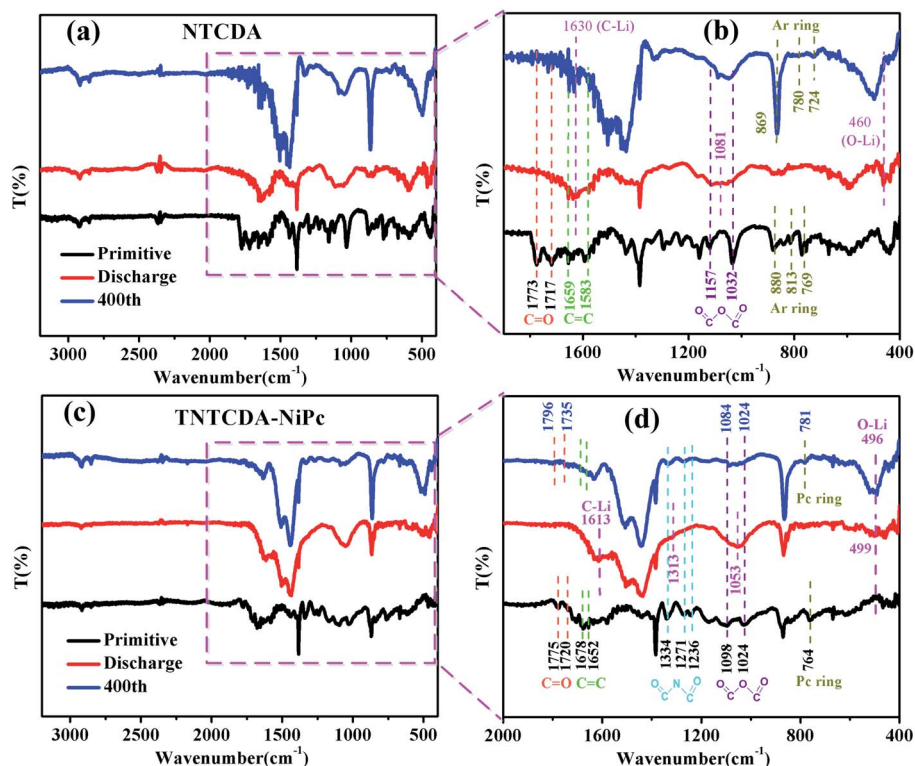 (a)
NTCDA
T(%)
Primitive
Discharge
400th
3200 3000 2500 2000 1500 1000 500
Wavenumber(cm-1)
(b)
1630 (C-Li)
Ar ring
869
780
724
460
(O-Li)
1081
T(%)
1773
1717
1659
1583
1157
1032
880
813
769
C=O
C=C
O O O
C C
Ar ring
1600 1200 800 400
Wavenumber(cm-1)
(c)
TNTCDA-NiPc
T(%)
Primitive
Discharge
400th
3200 3000 2500 2000 1500 1000 500
Wavenumber(cm-1)
(d)
1796
1735
1084
1024
781
O-Li
496
C-Li
1613
Pc ring
1313
1053
499
T(%)
1775
1720
1678
1652
1334
1271
1236
1098
1024
764
C=O
C=C
O N O
C C
O O O
C C
Pc ring
2000 1600 1200 800 400
Wavenumber(cm-1)